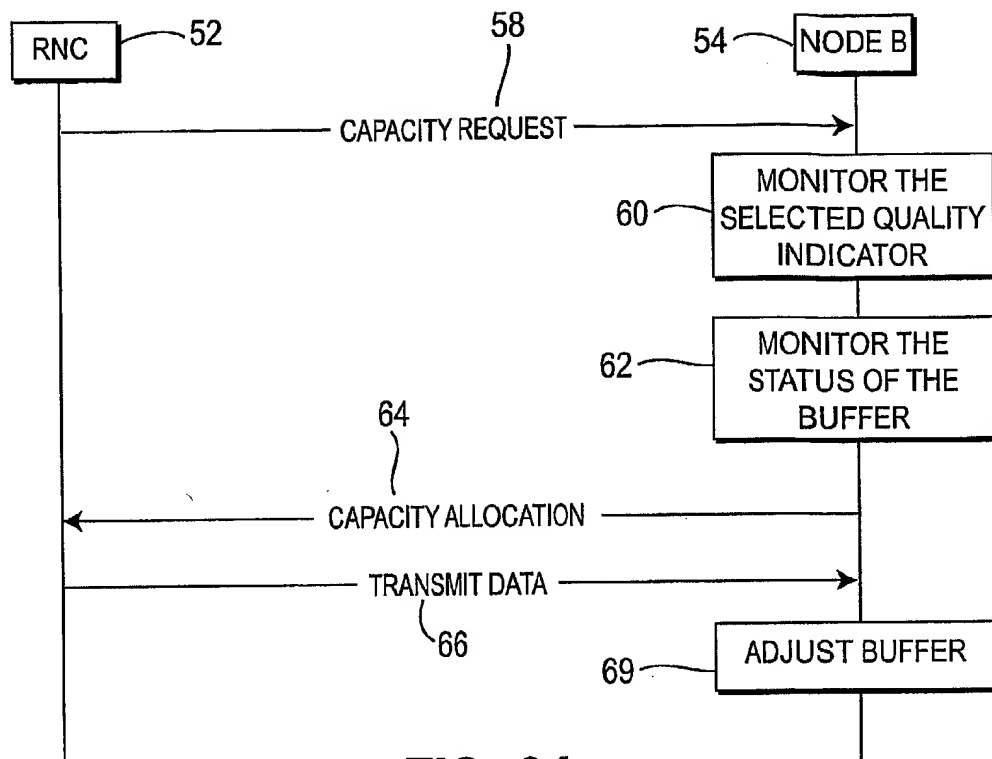 RNC
52
58
54
NODE B
CAPACITY REQUEST
60
MONITOR THE
SELECTED QUALITY
INDICATOR
62
MONITOR THE
STATUS OF THE
BUFFER
64
CAPACITY ALLOCATION
TRANSMIT DATA
66
69
ADJUST BUFFER